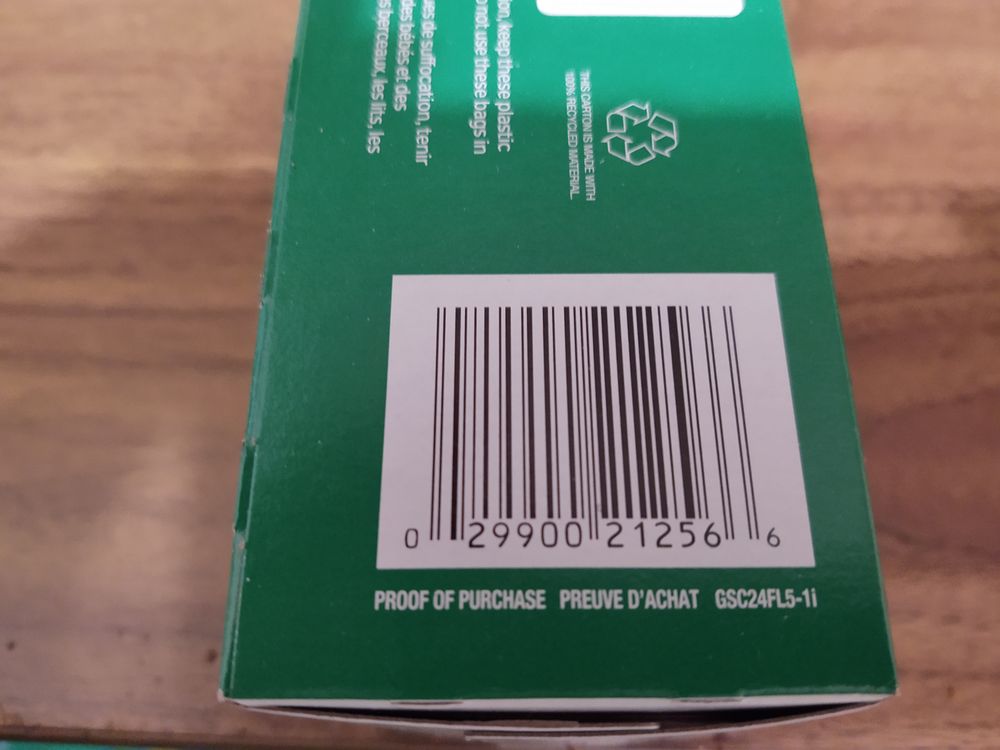 on, keep these plastic
not use these bags in
es de suffocation, tenir
des bébés et des
berceaux, les lits, les
THIS CARTON IS MADE WITH
100% RECYCLED MATERIAL.
0 29900 21256 6
PROOF OF PURCHASE PREUVE D'ACHAT GSC24FL5-1i